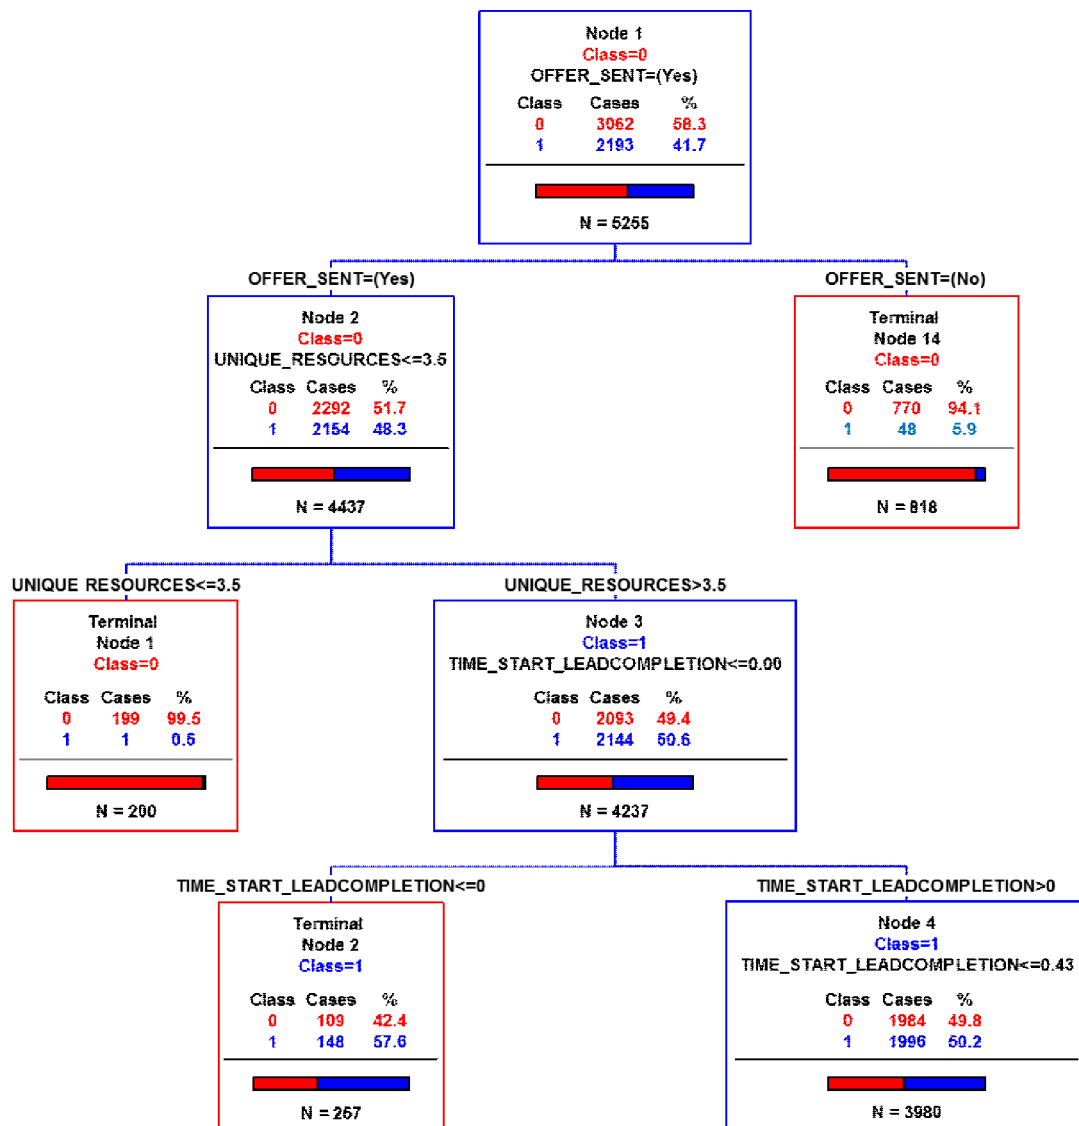 Node 1
Class=0
OFFER_SENT=(Yes)
Class Cases %
0 3062 58.3
1 2193 41.7
N = 5255
OFFER_SENT=(Yes)
OFFER_SENT=(No)
Node 2
Class=0
UNIQUE_RESOURCES<=3.5
Class Cases %
0 2292 51.7
1 2154 48.3
N = 4437
Terminal
Node 14
Class=0
Class Cases %
0 770 94.1
1 48 5.9
N = 818
UNIQUE RESOURCES<=3.5
UNIQUE_RESOURCES>3.5
Terminal
Node 1
Class=0
Class Cases %
0 199 99.5
1 1 0.5
N = 200
Node 3
Class=1
TIME_START_LEADCOMPLETION<=0.00
Class Cases %
0 2093 49.4
1 2144 50.6
N = 4237
TIME_START_LEADCOMPLETION<=0
TIME_START_LEADCOMPLETION>0
Terminal
Node 2
Class=1
Class Cases %
0 109 42.4
1 148 57.6
N = 257
Node 4
Class=1
TIME_START_LEADCOMPLETION<=0.43
Class Cases %
0 1984 49.8
1 1996 50.2
N = 3980